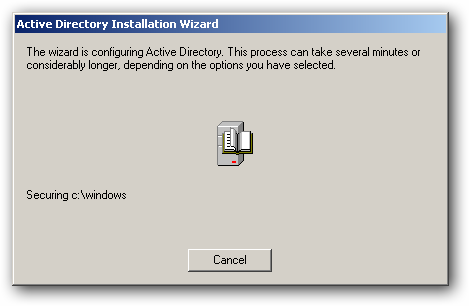 Active Directory Installation Wizard
The wizard is configuring Active Directory. This process can take several minutes or
considerably longer, depending on the options you have selected.
Securing c:\windows
Cancel